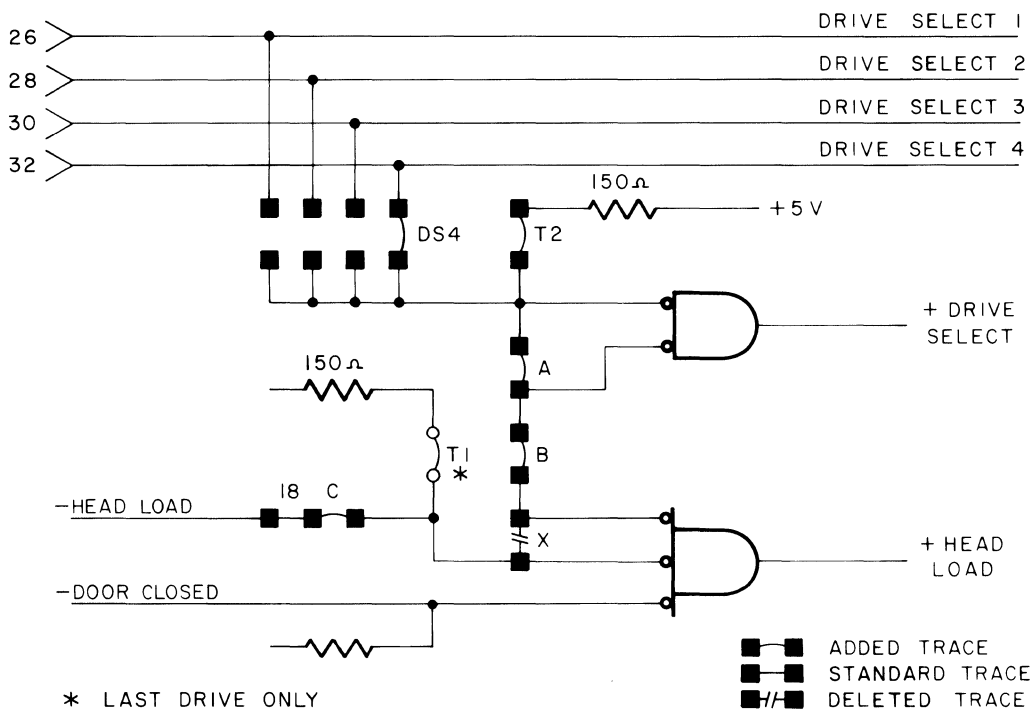 26
DRIVE SELECT 1
28
DRIVE SELECT 2
30
DRIVE SELECT 3
32
DRIVE SELECT 4
150Ω
+5V
DS4
T2
+ DRIVE
SELECT
150Ω
A
T1
*
B
18 C
-HEAD LOAD
X
+ HEAD
LOAD
-DOOR CLOSED
ADDED TRACE
STANDARD TRACE
DELETED TRACE
* LAST DRIVE ONLY